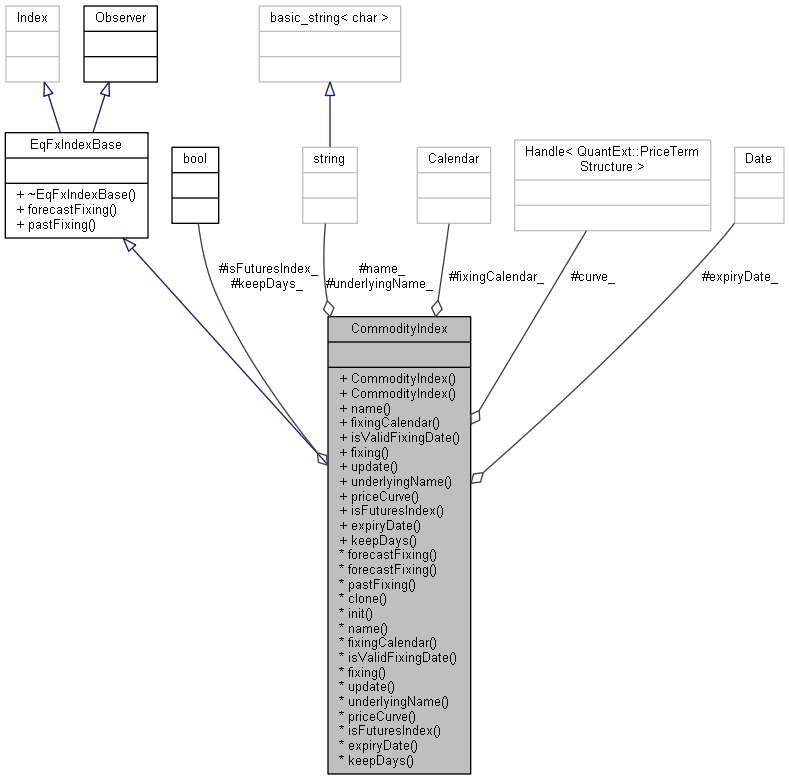 Index
Observer
basic_string< char >
EqFxIndexBase
+ ~EqFxIndexBase()
+ forecastFixing()
+ pastFixing()
bool
string
Calendar
Handle< QuantExt::PriceTerm
Structure >
Date
#isFuturesIndex_
#keepDays_
#name_
#underlyingName_
#fixingCalendar_
#curve_
#expiryDate_
CommodityIndex
+ CommodityIndex()
+ CommodityIndex()
+ name()
+ fixingCalendar()
+ isValidFixingDate()
+ fixing()
+ update()
+ underlyingName()
+ priceCurve()
+ isFuturesIndex()
+ expiryDate()
+ keepDays()
* forecastFixing()
* forecastFixing()
* pastFixing()
* clone()
* init()
* name()
* fixingCalendar()
* isValidFixingDate()
* fixing()
* update()
* underlyingName()
* priceCurve()
* isFuturesIndex()
* expiryDate()
* keepDays()